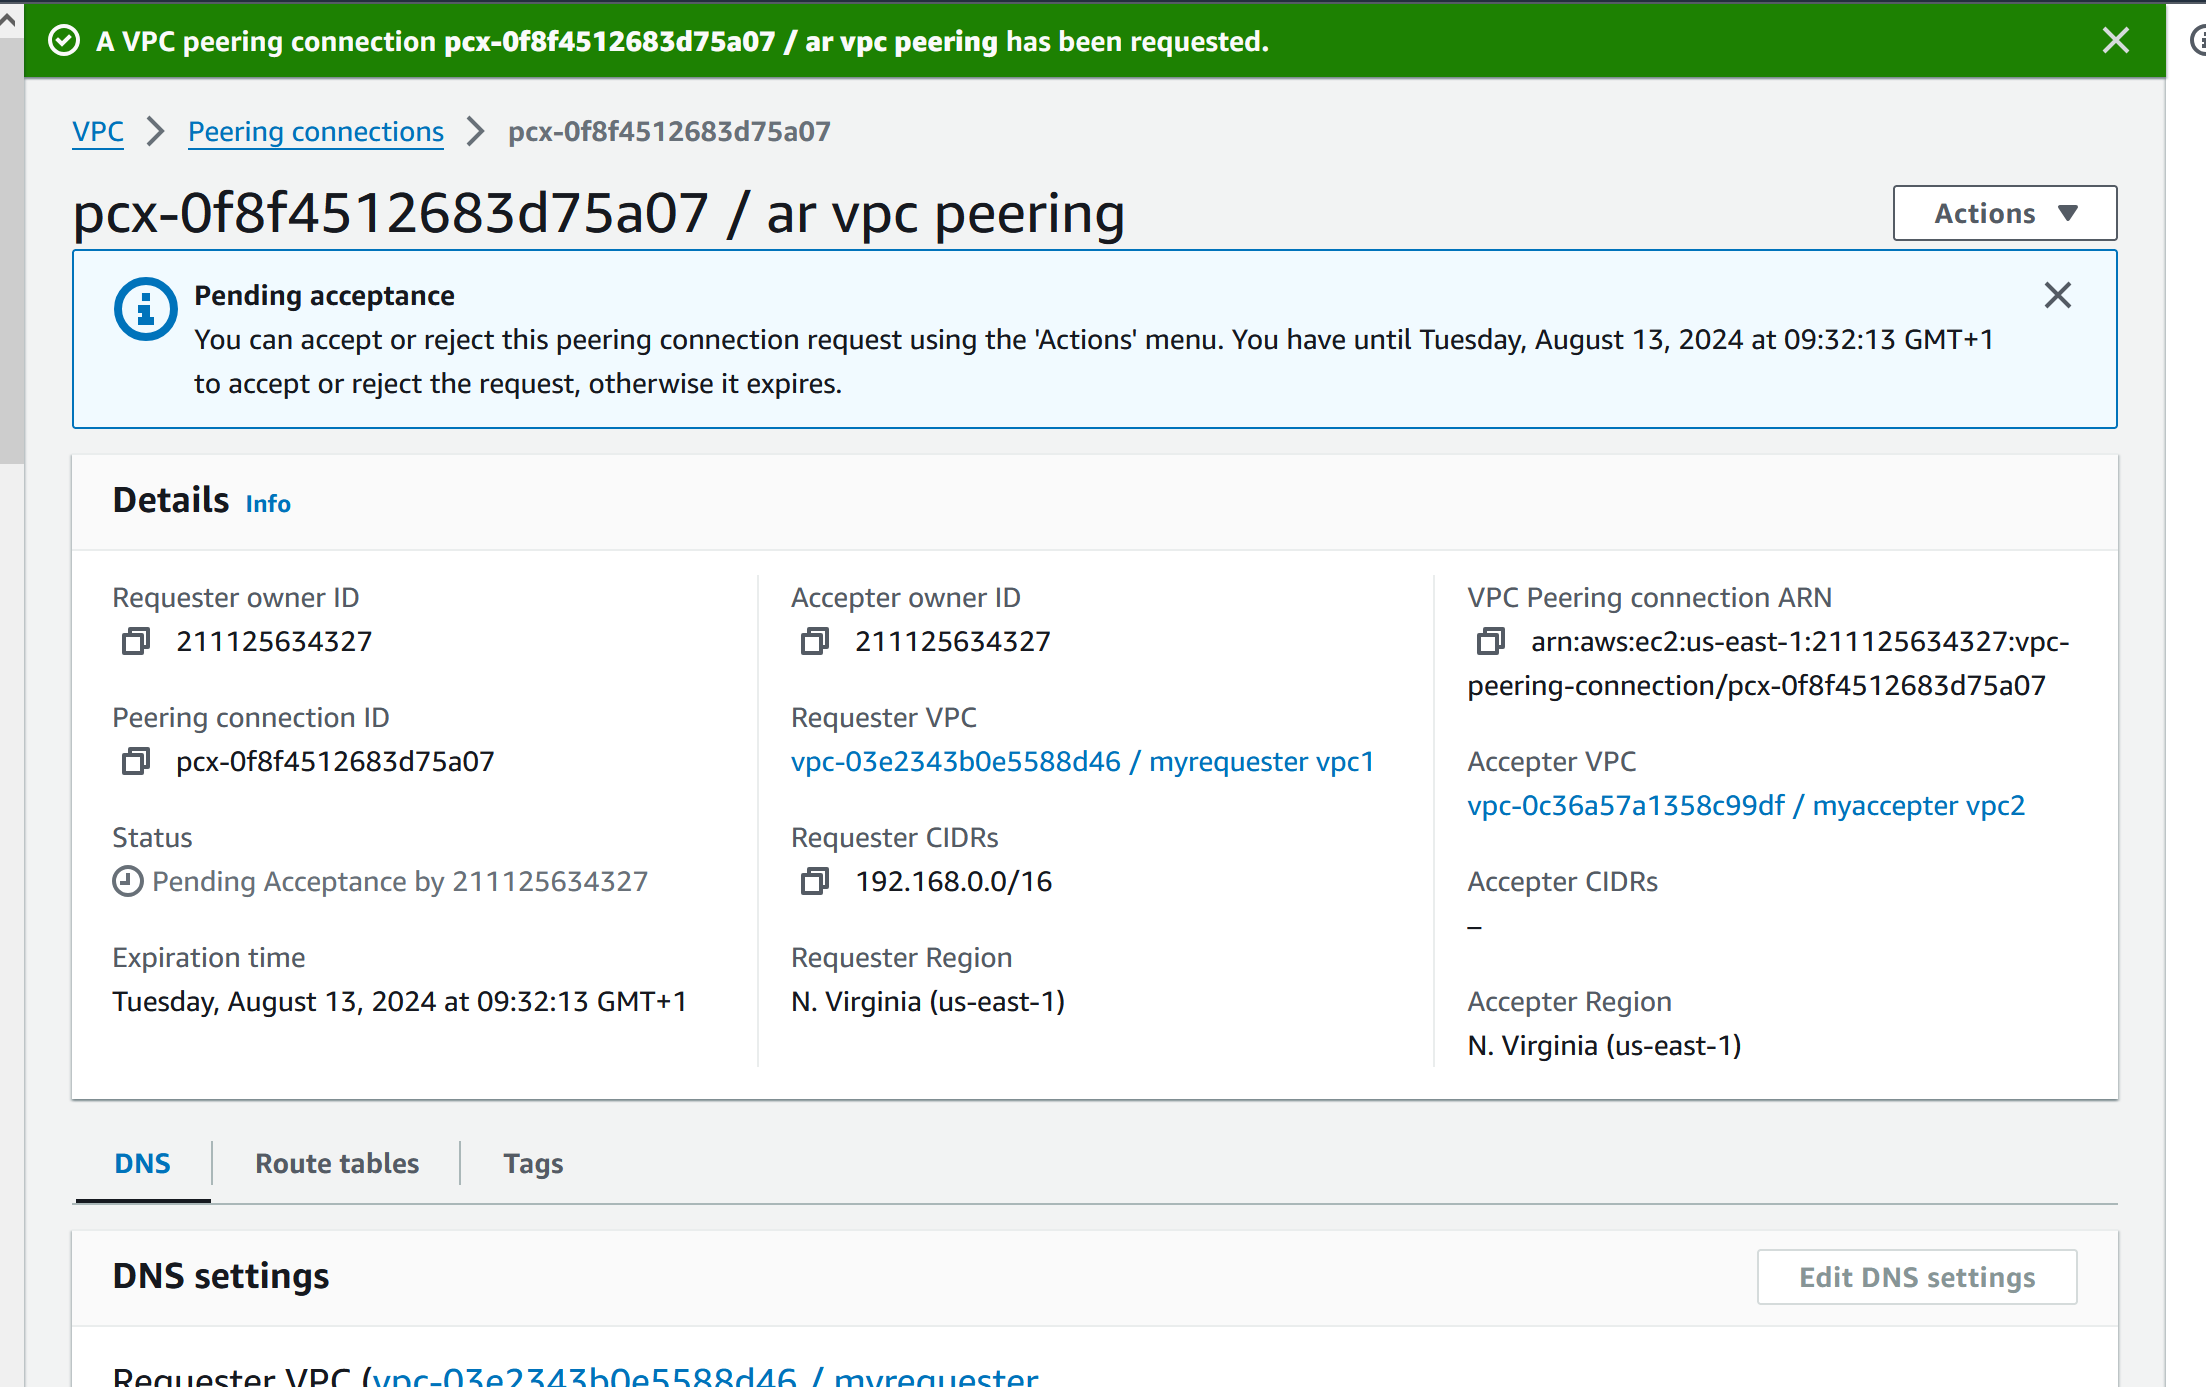 A VPC peering connection pcx-0f8f4512683d75a07 / ar vpc peering has been requested.
VPC
Peering connections
pcx-0f8f4512683d75a07
pcx-0f8f4512683d75a07 / ar vpc peering
Actions
Pending acceptance
You can accept or reject this peering connection request using the 'Actions' menu. You have until Tuesday, August 13, 2024 at 09:32:13 GMT+1
to accept or reject the request, otherwise it expires.
Details Info
Requester owner ID
211125634327
Peering connection ID
pcx-0f8f4512683d75a07
Status
Pending Acceptance by 211125634327
Expiration time
Tuesday, August 13, 2024 at 09:32:13 GMT+1
Accepter owner ID
211125634327
Requester VPC
vpc-03e2343b0e5588d46 / myrequester vpc1
Requester CIDRs
192.168.0.0/16
Requester Region
N. Virginia (us-east-1)
VPC Peering connection ARN
arn:aws:ec2:us-east-1:211125634327:vpc-
peering-connection/pcx-0f8f4512683d75a07
Accepter VPC
vpc-0c36a57a1358c99df / myaccepter vpc2
Accepter CIDRs
–
Accepter Region
N. Virginia (us-east-1)
DNS
Route tables
Tags
DNS settings
Edit DNS settings
Requester VPC (vpc-03e2343b0e5588d46 / myrequester